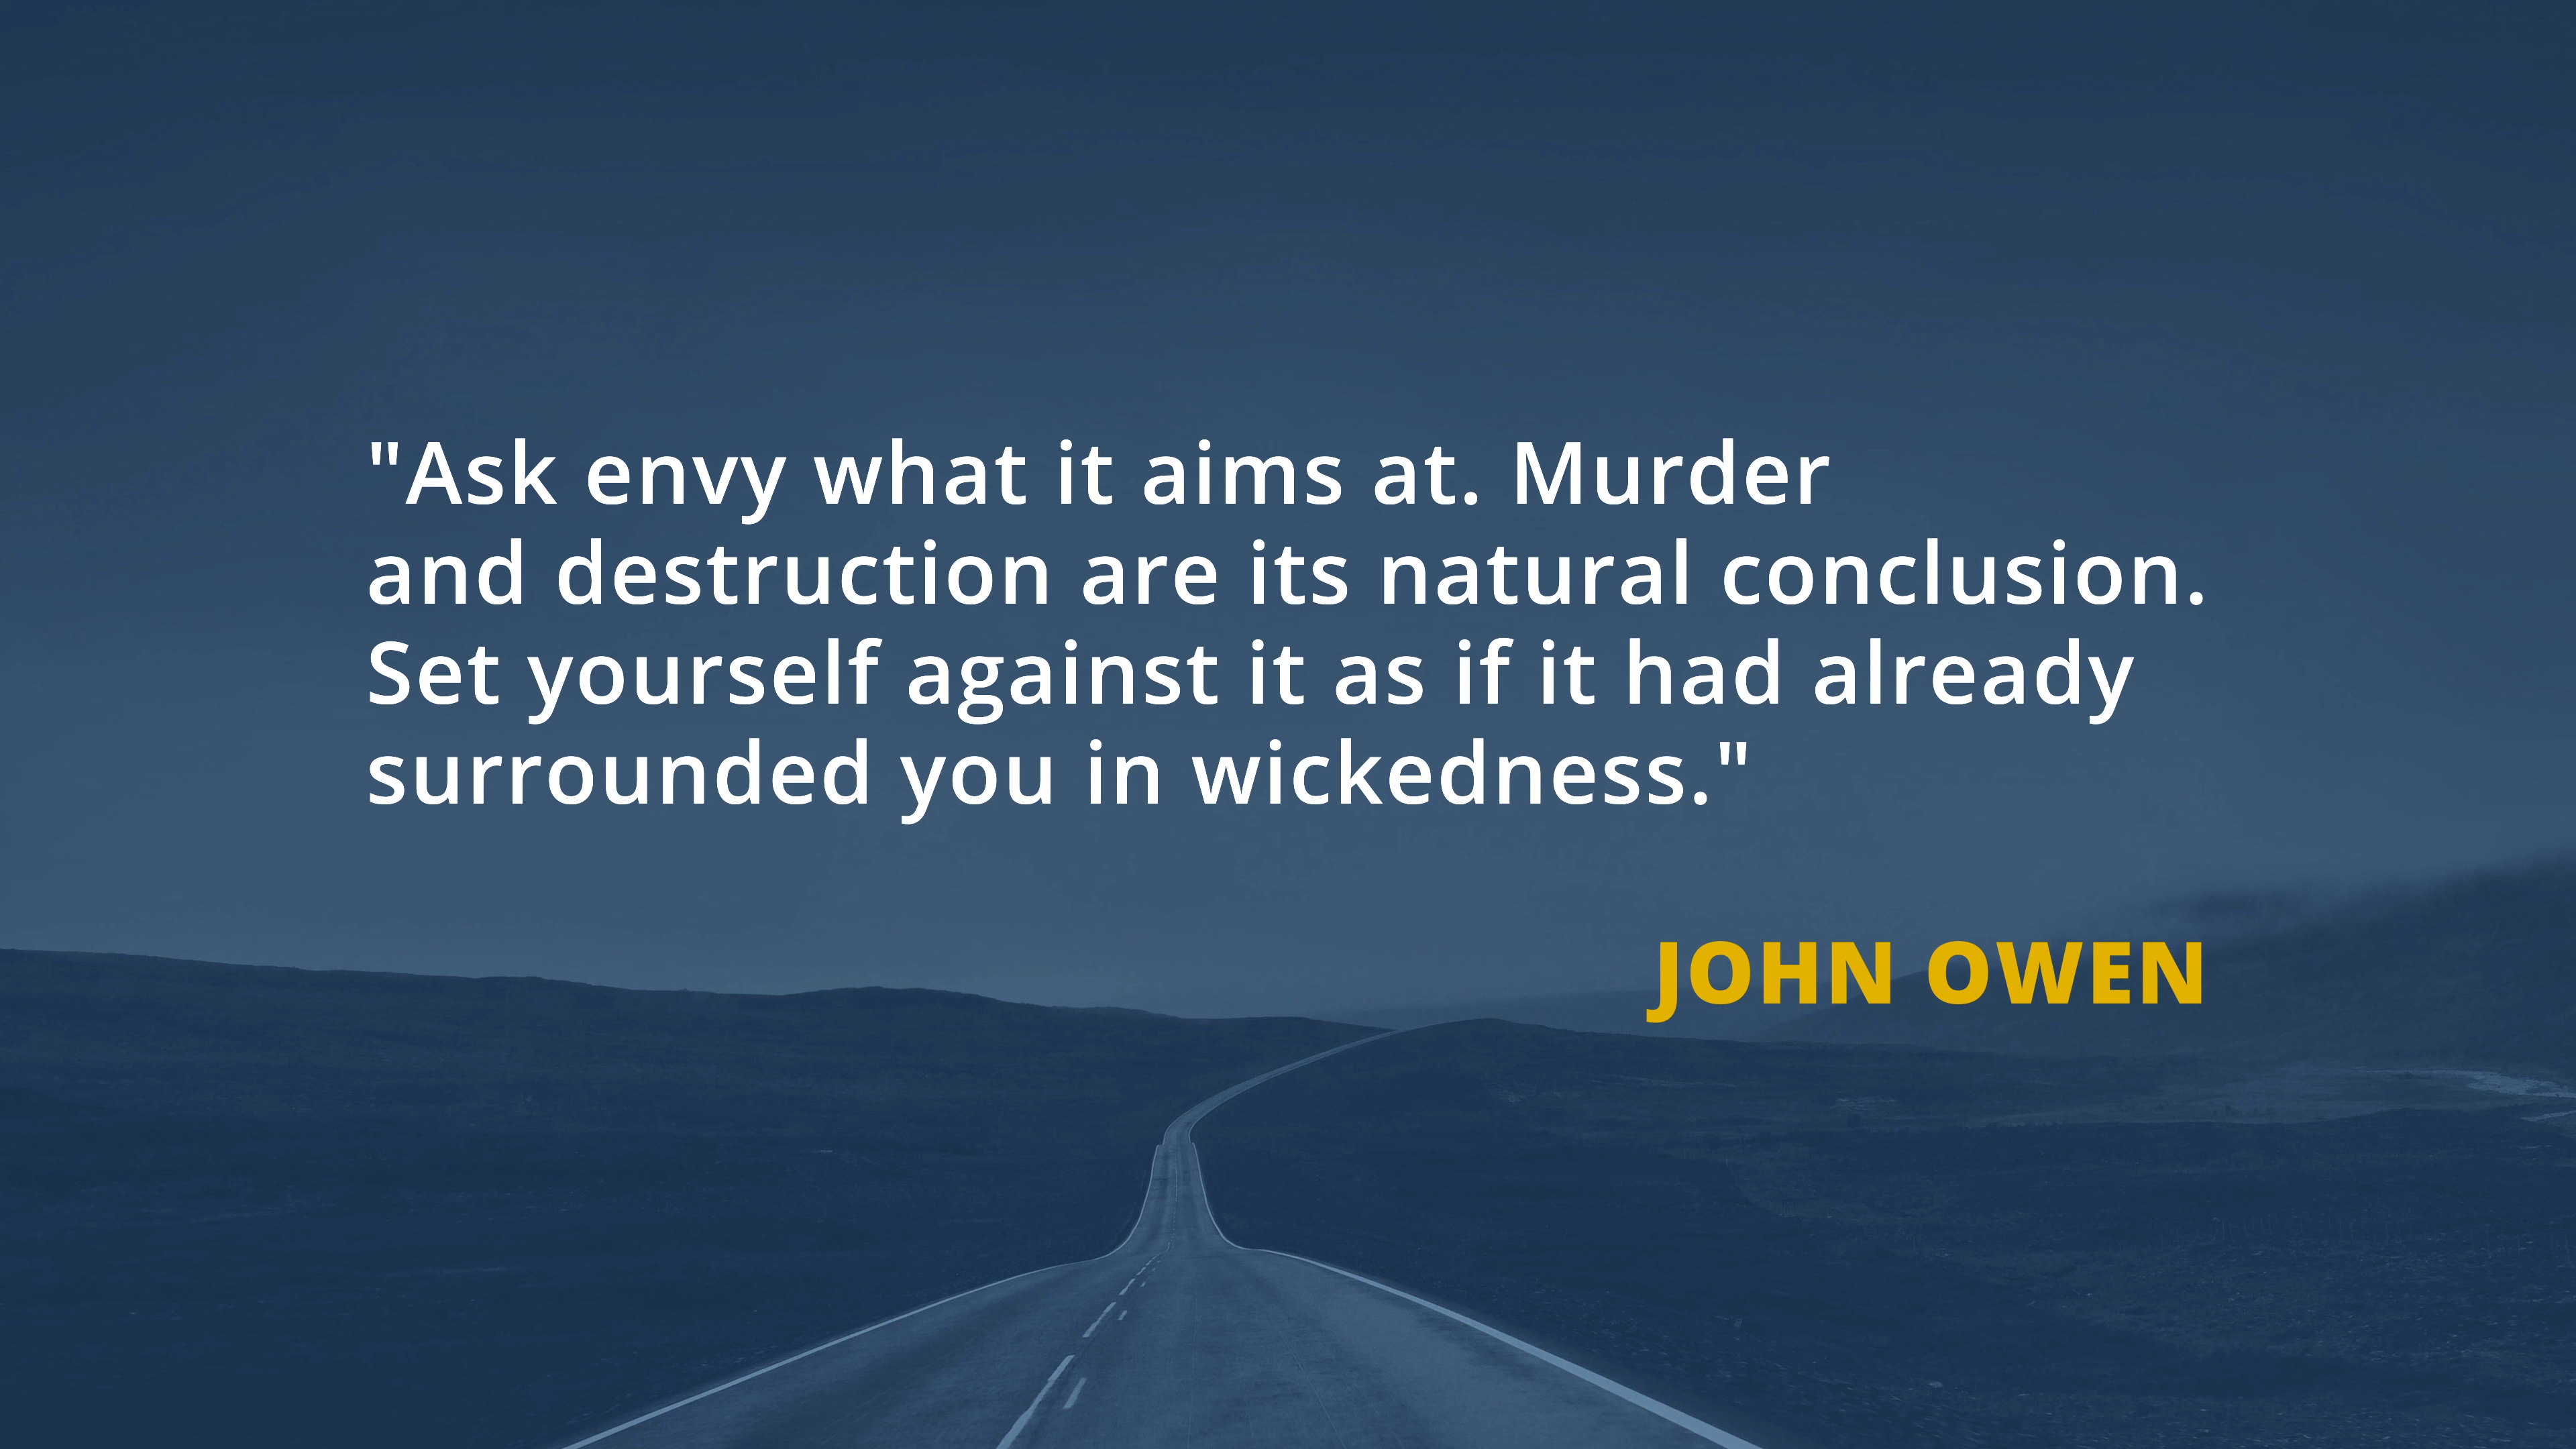 "Ask envy what it aims at. Murder
and destruction are its natural conclusion.
Set yourself against it as if it had already
surrounded you in wickedness."
JOHN OWEN